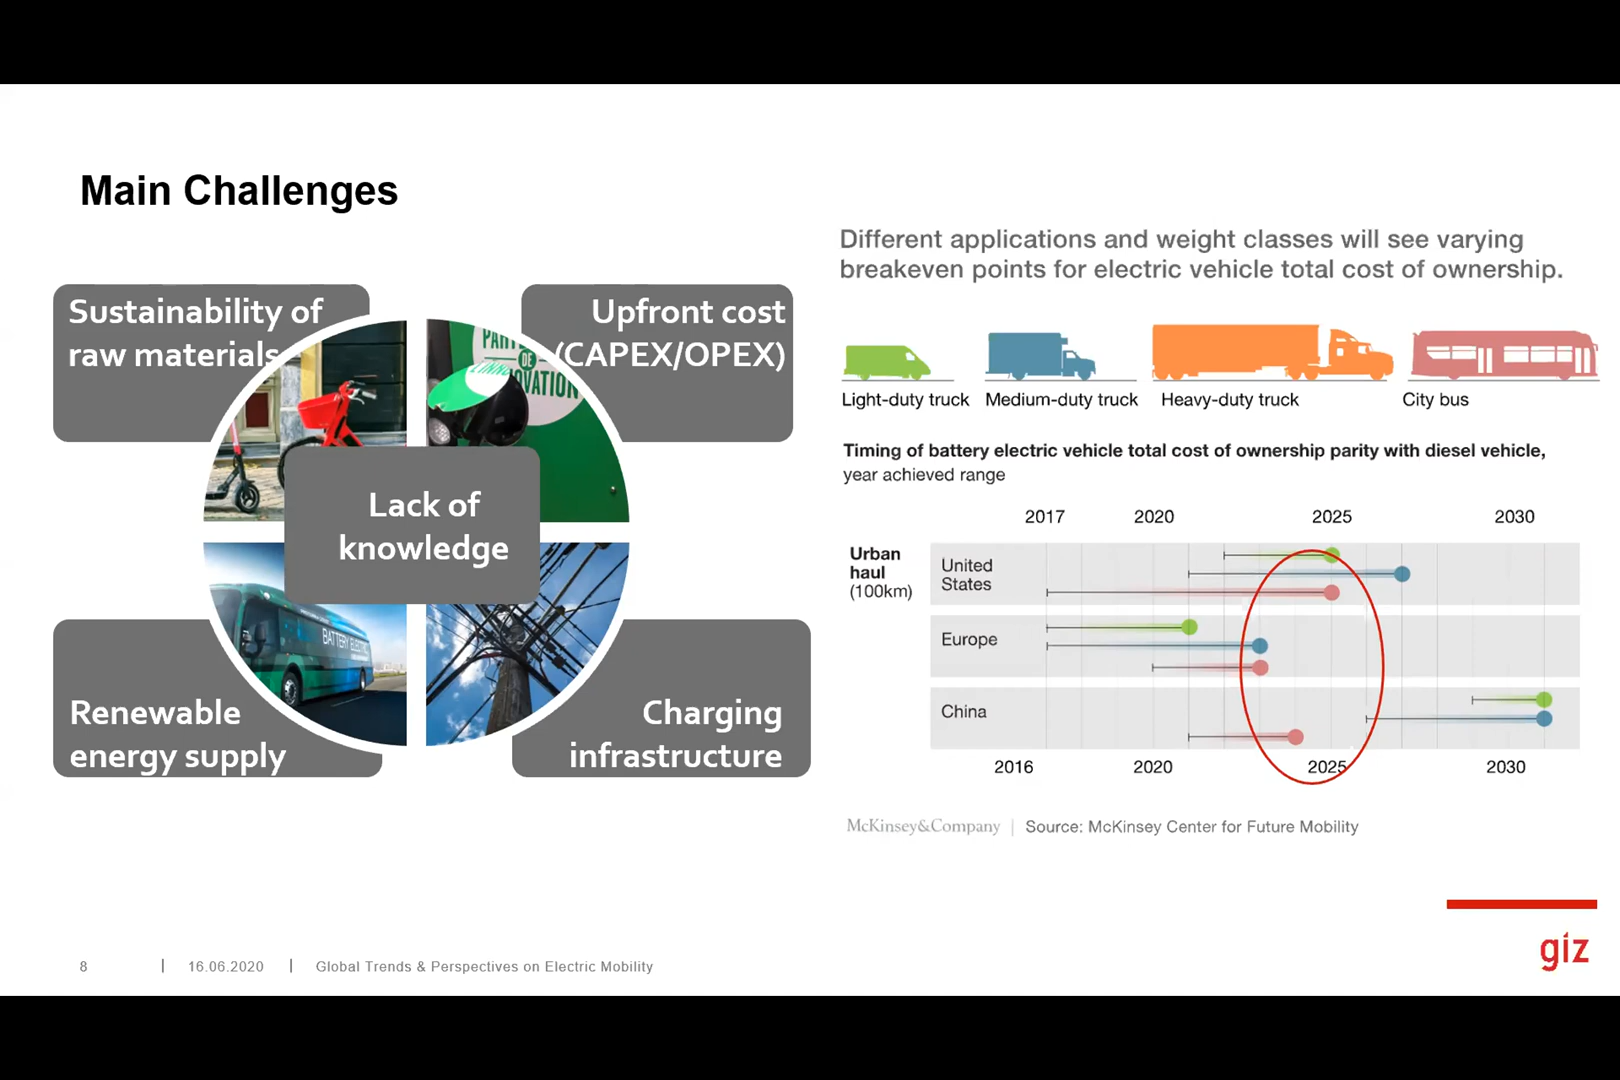 Main Challenges
Sustainability of
raw materials
Upfront cost
(CAPEX/OPEX)
Lack of
knowledge
BATTERY ELECTRIC
Renewable
energy supply
Charging
infrastructure
Different applications and weight classes will see varying
breakeven points for electric vehicle total cost of ownership.
Light-duty truck
Medium-duty truck
Heavy-duty truck
City bus
Timing of battery electric vehicle total cost of ownership parity with diesel vehicle,
year achieved range
2017 2020 2025 2030
Urban
haul
(100km)
United
States
Europe
China
2016 2020 2025 2030
McKinsey&Company | Source: McKinsey Center for Future Mobility
giz
8 | 16.06.2020 | Global Trends & Perspectives on Electric Mobility